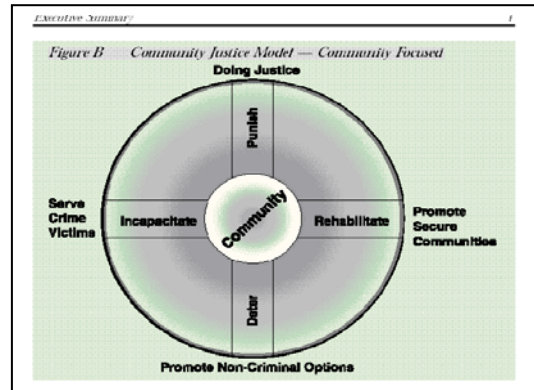 Executive Summary 1
Figure B Community Justice Model — Community Focused
Doing Justice
Punish
Serve
Crime
Victims
Incapacitate
Community
Rehabilitate
Promote
Secure
Communities
Deter
Promote Non-Criminal Options